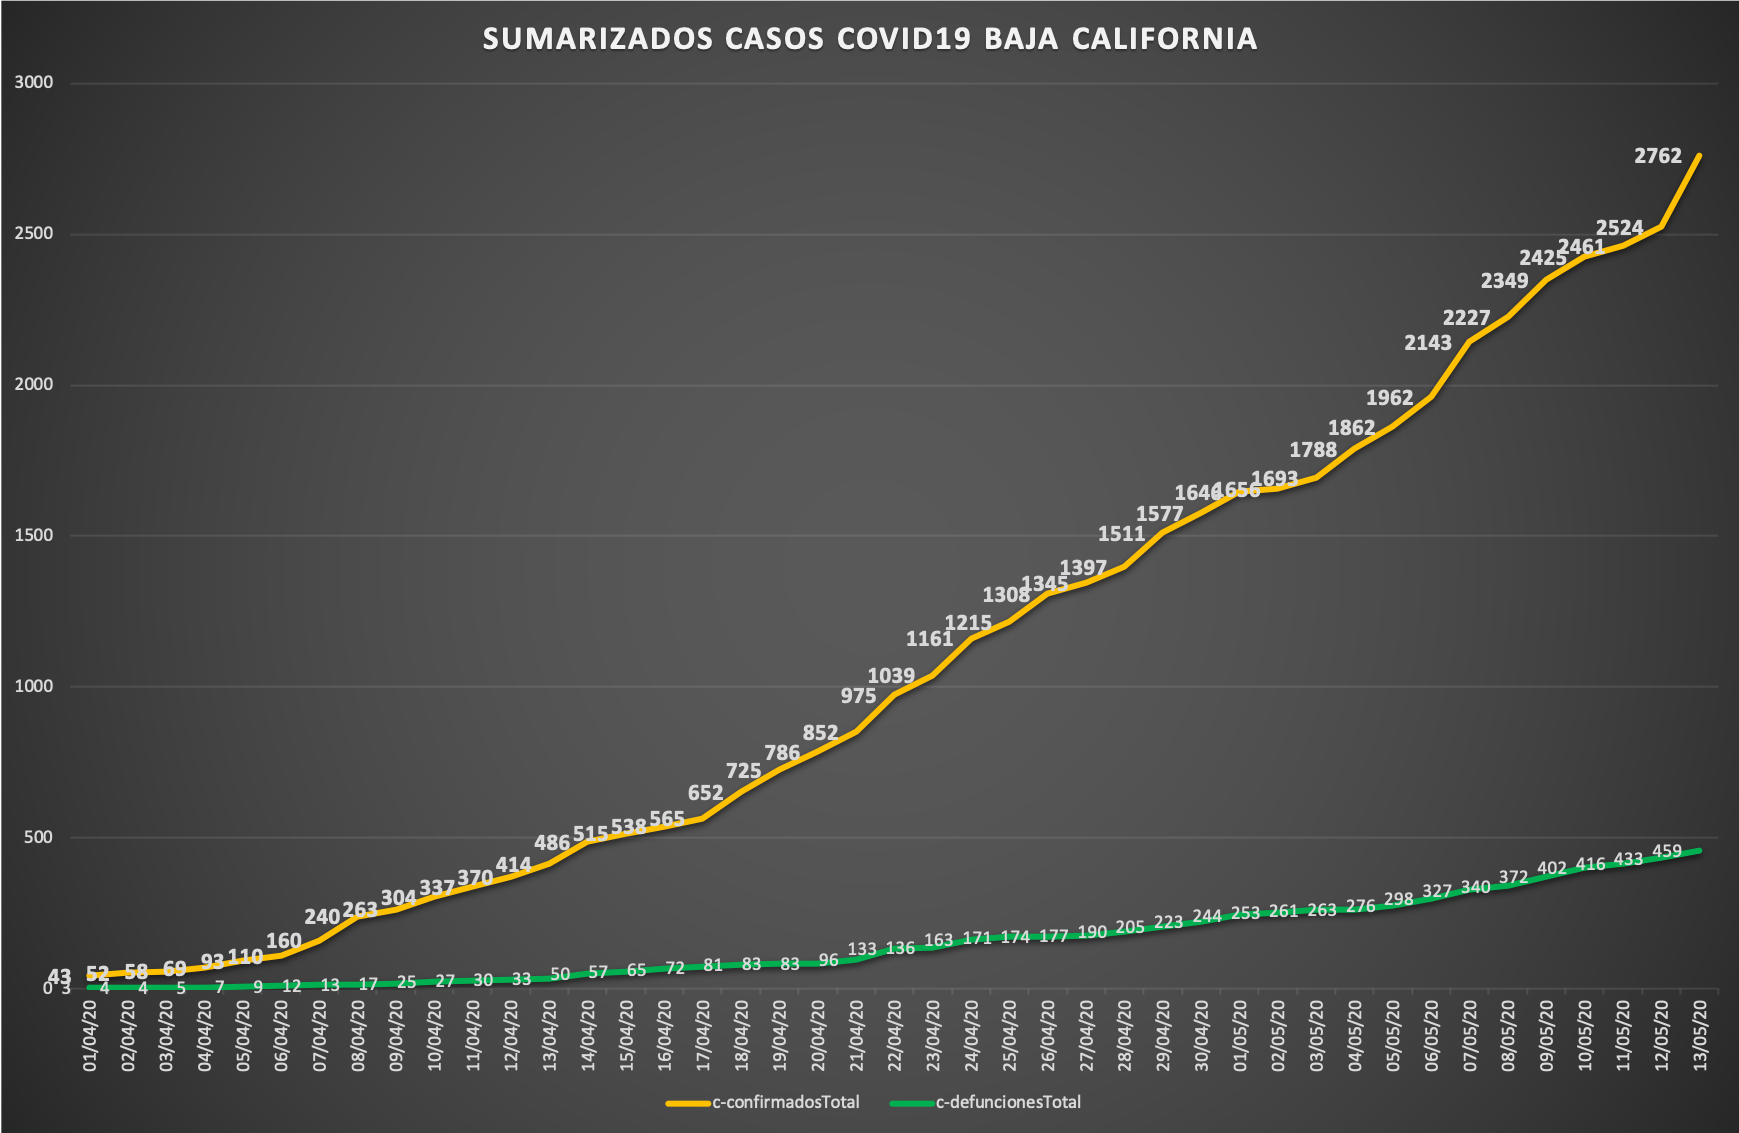 SUMARIZADOS CASOS COVID19 BAJA CALIFORNIA
3000
2500
2000
1500
1000
500
0
43 52 58 69 93 110 160 240 263 304 337 370 414 486 515 538 565 652 725 786 852 975 1039 1161 1215 1308 1345 1397 1511 1577 1646 1656 1693 1788 1862 1962 2143 2227 2349 2425 2461 2524 2762
3 4 4 5 7 9 12 13 17 25 27 30 33 50 57 65 72 81 83 83 96 133 136 163 171 174 177 190 205 223 244 253 261 263 276 298 327 340 372 402 416 433 459
01/04/20 02/04/20 03/04/20 04/04/20 05/04/20 06/04/20 07/04/20 08/04/20 09/04/20 10/04/20 11/04/20 12/04/20 13/04/20 14/04/20 15/04/20 16/04/20 17/04/20 18/04/20 19/04/20 20/04/20 21/04/20 22/04/20 23/04/20 24/04/20 25/04/20 26/04/20 27/04/20 28/04/20 29/04/20 30/04/20 01/05/20 02/05/20 03/05/20 04/05/20 05/05/20 06/05/20 07/05/20 08/05/20 09/05/20 10/05/20 11/05/20 12/05/20 13/05/20
c-confirmadosTotal c-defuncionesTotal